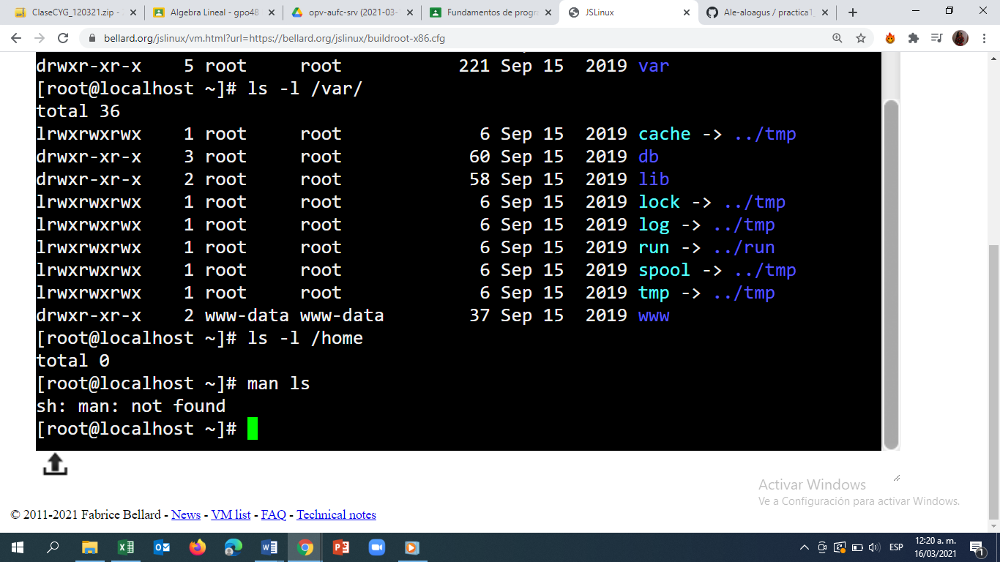 ClaseCYG_120321.zip -
Algebra Lineal - gpo48
opv-aufc-srv (2021-03-
Fundamentos de progra
JSLinux
Ale-aloagus / practica1_
bellard.org/jslinux/vm.html?url=https://bellard.org/jslinux/buildroot-x86.cfg
drwxr-xr-x    5 root     root           221 Sep 15  2019 var
[root@localhost ~]# ls -l /var/
total 36
lrwxrwxrwx    1 root     root             6 Sep 15  2019 cache -> ../tmp
drwxr-xr-x    3 root     root            60 Sep 15  2019 db
drwxr-xr-x    2 root     root            58 Sep 15  2019 lib
lrwxrwxrwx    1 root     root             6 Sep 15  2019 lock -> ../tmp
lrwxrwxrwx    1 root     root             6 Sep 15  2019 log -> ../tmp
lrwxrwxrwx    1 root     root             6 Sep 15  2019 run -> ../run
lrwxrwxrwx    1 root     root             6 Sep 15  2019 spool -> ../tmp
lrwxrwxrwx    1 root     root             6 Sep 15  2019 tmp -> ../tmp
drwxr-xr-x    2 www-data www-data        37 Sep 15  2019 www
[root@localhost ~]# ls -l /home
total 0
[root@localhost ~]# man ls
sh: man: not found
[root@localhost ~]#
Activar Windows
Ve a Configuración para activar Windows.
© 2011-2021 Fabrice Bellard - News - VM list - FAQ - Technical notes
ESP
12:20 a. m.
16/03/2021
1